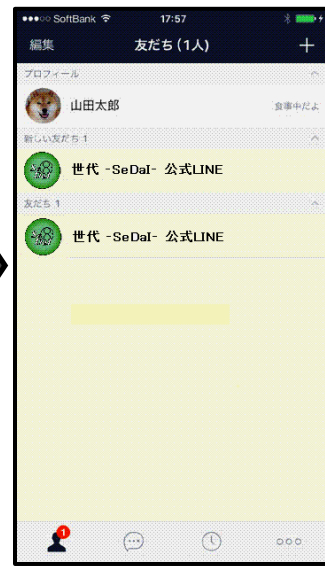 SoftBank 17:57
編集 友だち (1人)
プロフィール
山田太郎 食事中だよ
新しい友だち 1
世代 -SeDaI- 公式LINE
友だち 1
世代 -SeDaI- 公式LINE
1